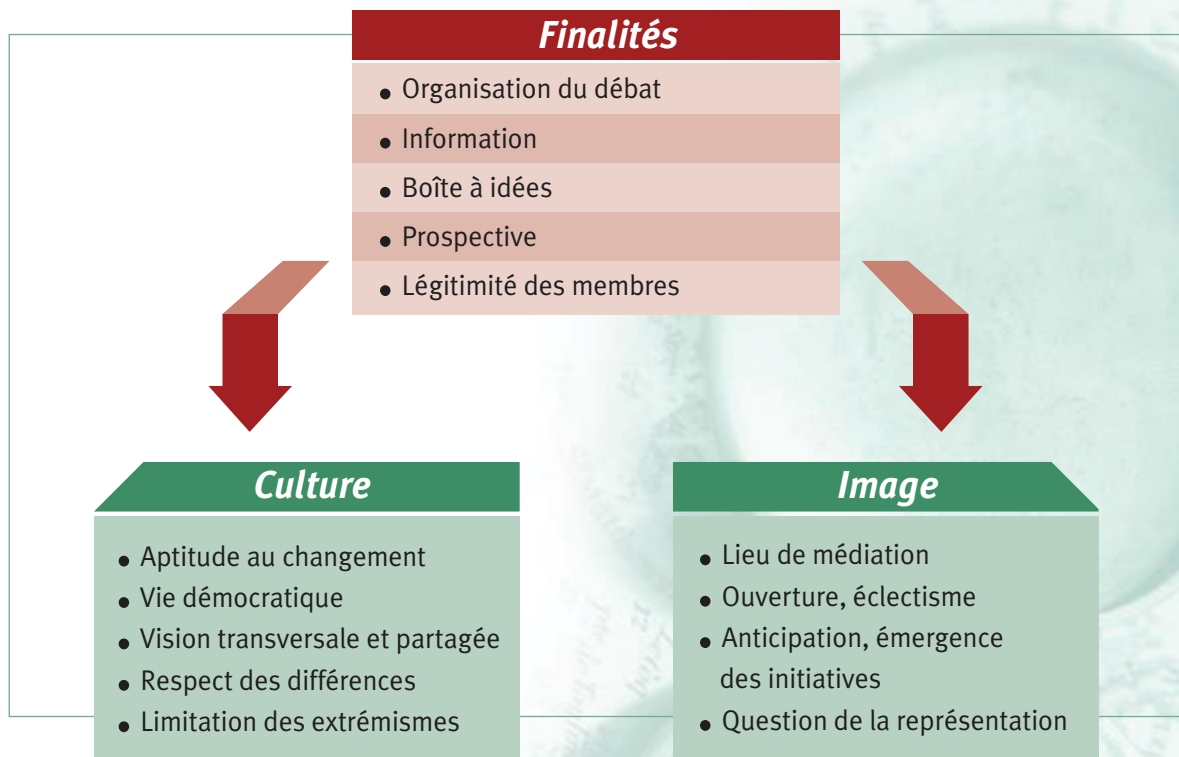 Finalités
• Organisation du débat
• Information
• Boîte à idées
• Prospective
• Légitimité des membres
Culture
• Aptitude au changement
• Vie démocratique
• Vision transversale et partagée
• Respect des différences
• Limitation des extrémismes
Image
• Lieu de médiation
• Ouverture, éclectisme
• Anticipation, émergence
des initiatives
• Question de la représentation